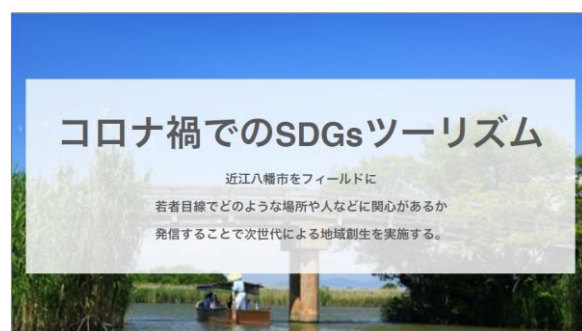 コロナ禍でのSDGsツーリズム
近江八幡市をフィールドに
若者目線でどのような場所や人などに関心があるか
発信することで次世代による地域創生を実施する。